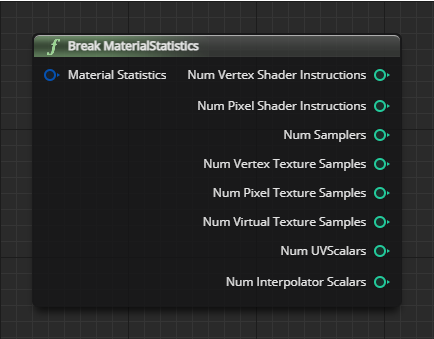 f Break MaterialStatistics
Material Statistics Num Vertex Shader Instructions
Num Pixel Shader Instructions
Num Samplers
Num Vertex Texture Samples
Num Pixel Texture Samples
Num Virtual Texture Samples
Num UVScalars
Num Interpolator Scalars